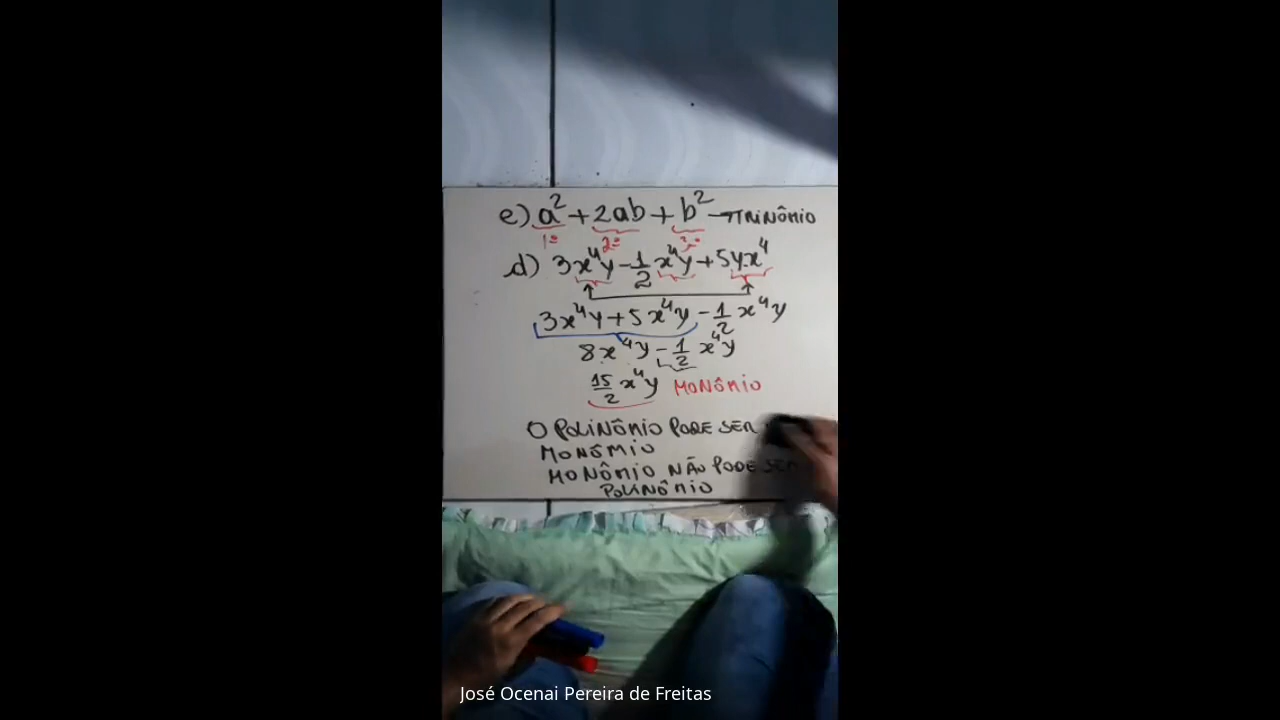 e) a² + 2ab + b² → TRINÔMIO
1º 2º 3º
d) 3x⁴y - 1/2 x⁴y + 5yx⁴
3x⁴y + 5x⁴y - 1/2 x⁴y
8x⁴y - 1/2 x⁴y
15/2 x⁴y MONÔMIO
O POLINÔMIO PODE SER
MONÔMIO
MONÔMIO NÃO PODE SER
POLINÔMIO
José Ocenai Pereira de Freitas